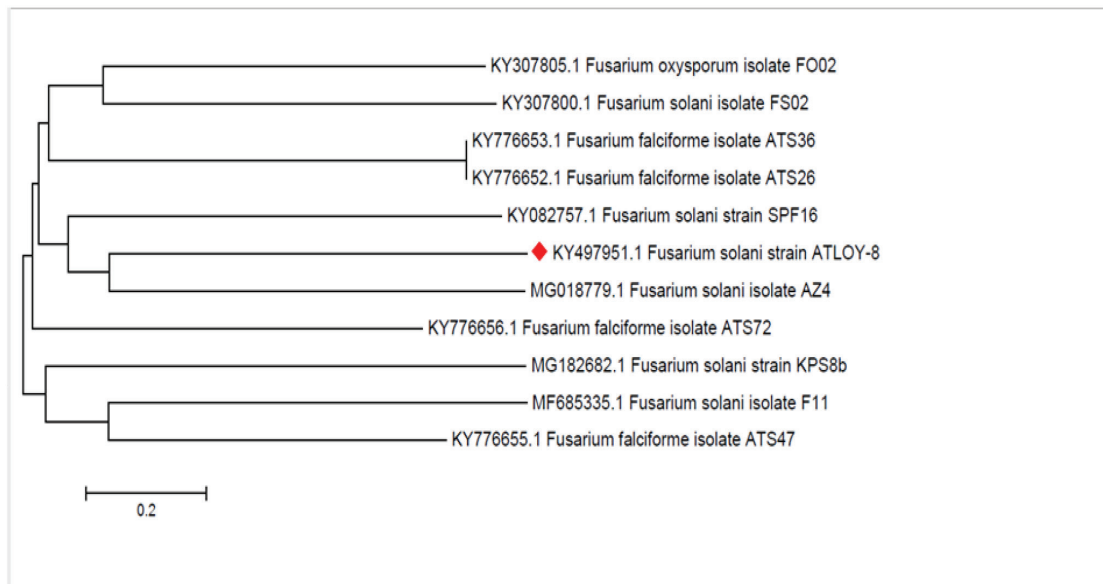 KY307805.1 Fusarium oxysporum isolate FO02
KY307800.1 Fusarium solani isolate FS02
KY776653.1 Fusarium falciforme isolate ATS36
KY776652.1 Fusarium falciforme isolate ATS26
KY082757.1 Fusarium solani strain SPF16
KY497951.1 Fusarium solani strain ATLOY-8
MG018779.1 Fusarium solani isolate AZ4
KY776656.1 Fusarium falciforme isolate ATS72
MG182682.1 Fusarium solani strain KPS8b
MF685335.1 Fusarium solani isolate F11
KY776655.1 Fusarium falciforme isolate ATS47
0.2